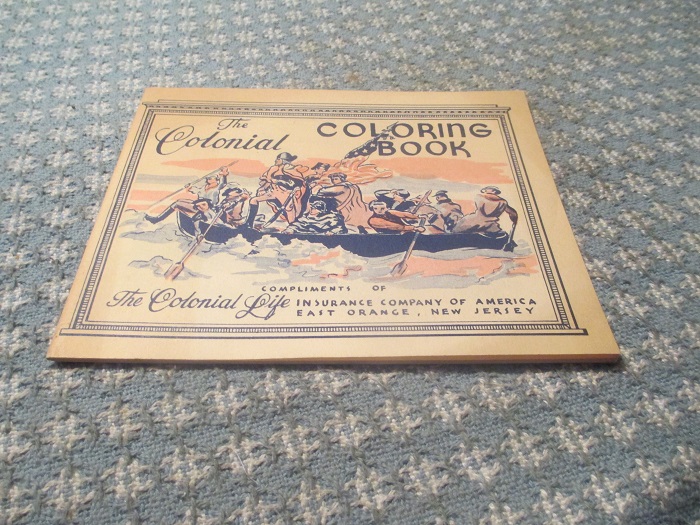 The Colonial
COLORING
BOOK
COMPLIMENTS OF
The Colonial Life INSURANCE COMPANY OF AMERICA
EAST ORANGE, NEW JERSEY